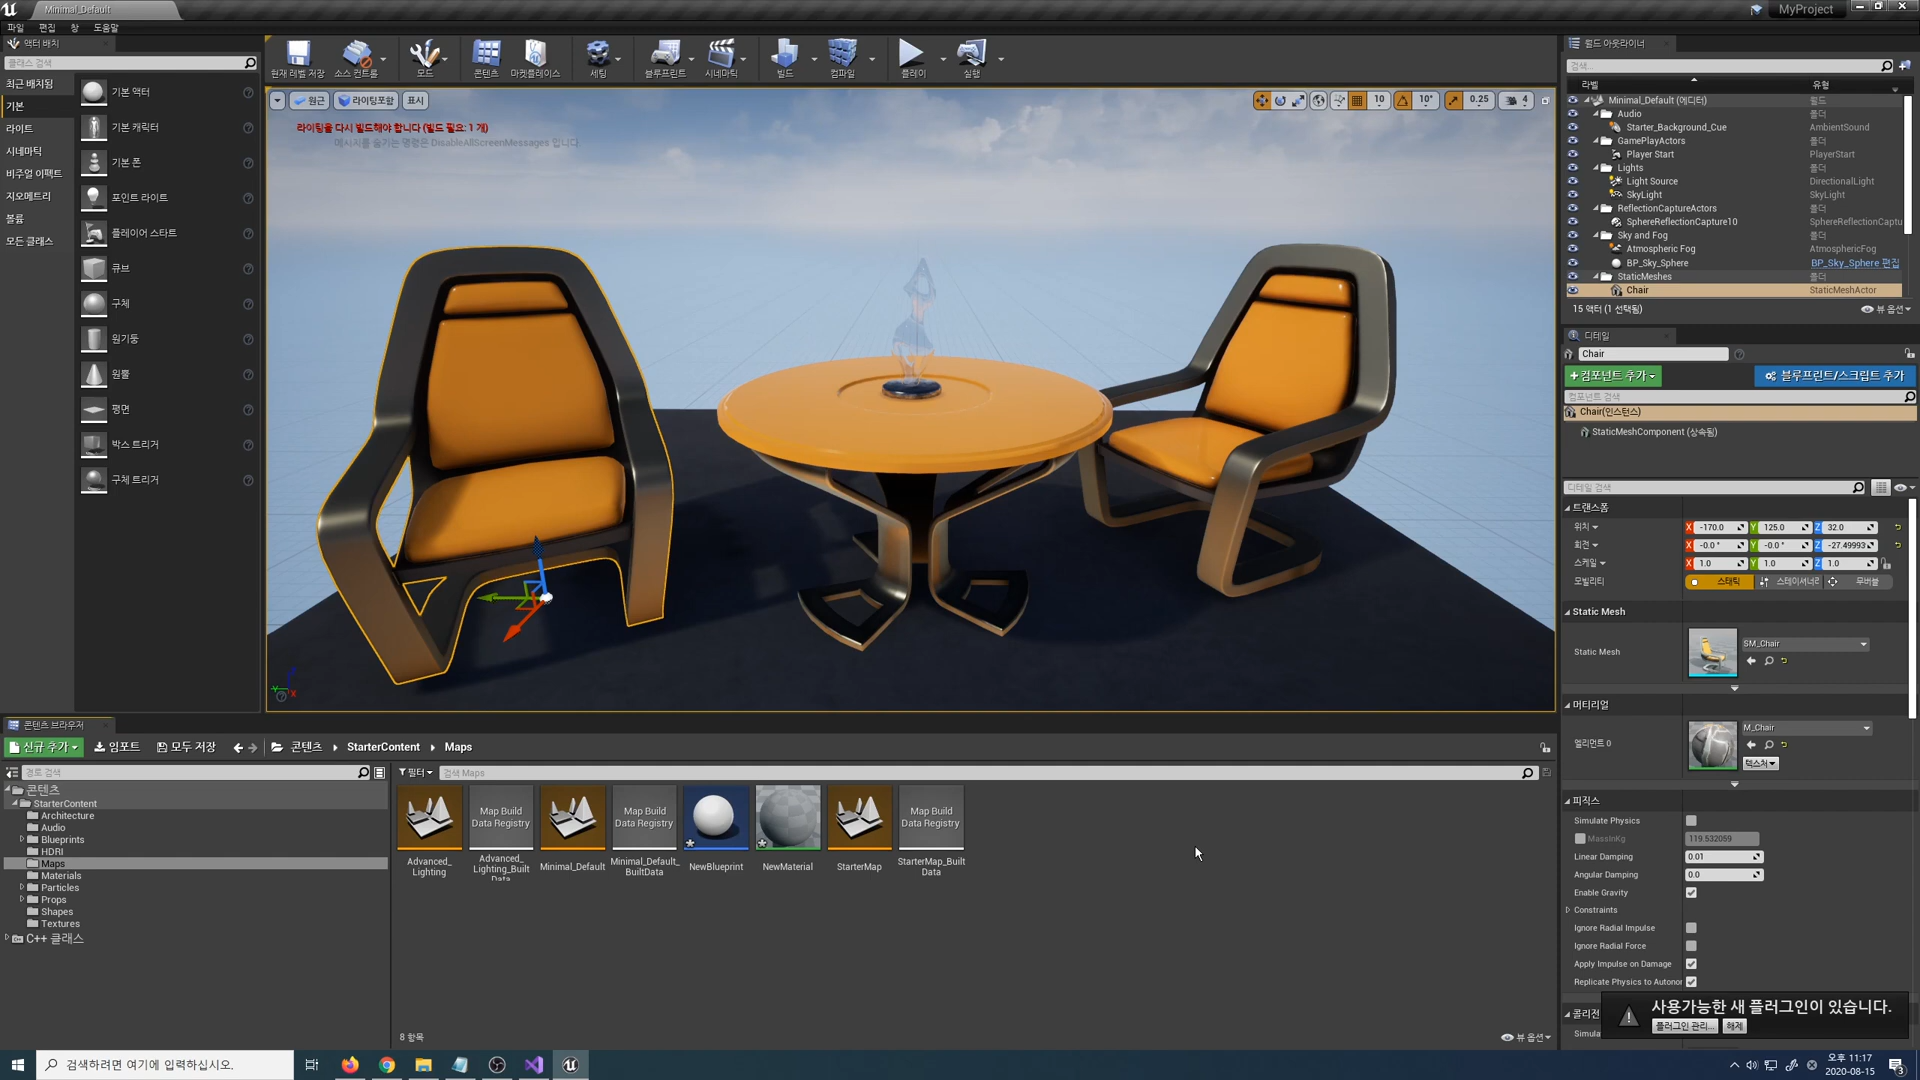 Minimal_Default
MyProject
파일 편집 창 도움말
액터 배치
클래스 검색
최근 배치됨
기본
라이트
시네마틱
비주얼 이펙트
지오메트리
볼륨
모든 클래스
기본 액터
기본 캐릭터
기본 폰
포인트 라이트
플레이어 스타트
큐브
구체
원기둥
원뿔
평면
박스 트리거
구체 트리거
현재 레벨 저장
소스 컨트롤
모드
콘텐츠
마켓플레이스
세팅
블루프린트
시네마틱
빌드
컴파일
플레이
실행
원근
라이팅포함
표시
10
10°
0.25
4
라이팅을 다시 빌드해야 합니다 (빌드 필요: 1 개)
메시지를 숨기는 명령은 DisableAllScreenMessages 입니다
월드 아웃라이너
검색...
라벨 유형
Minimal_Default (에디터) 월드
Audio 폴더
Starter_Background_Cue AmbientSound
GamePlayActors 폴더
Player Start PlayerStart
Lights 폴더
Light Source DirectionalLight
SkyLight SkyLight
ReflectionCaptureActors 폴더
SphereReflectionCapture10 SphereReflectionCaptu
Sky and Fog 폴더
Atmospheric Fog AtmosphericFog
BP_Sky_Sphere BP_Sky_Sphere 편집
StaticMeshes 폴더
Chair StaticMeshActor
15 액터 (1 선택됨)
뷰 옵션
디테일
Chair
+컴포넌트 추가
블루프린트/스크립트 추가
컴포넌트 검색
Chair(인스턴스)
StaticMeshComponent (상속됨)
디테일 검색
트랜스폼
위치 X -170.0 Y 125.0 Z 32.0
회전 X -0.0° Y -0.0° Z -27.49993
스케일 X 1.0 Y 1.0 Z 1.0
모빌리티 스태틱 스테이셔너리 무버블
Static Mesh
Static Mesh
SM_Chair
머티리얼
엘리먼트 0
M_Chair
텍스처
피직스
Simulate Physics
MassInKg 119.532059
Linear Damping 0.01
Angular Damping 0.0
Enable Gravity
Constraints
Ignore Radial Impulse
Ignore Radial Force
Apply Impulse on Damage
Replicate Physics to Autonor
콜리전
Simula
사용가능한 새 플러그인이 있습니다.
플러그인 관리...
해제
콘텐츠 브라우저
신규 추가
임포트
모두 저장
콘텐츠
StarterContent
Maps
경로 검색
필터
검색 Maps
콘텐츠
StarterContent
Architecture
Audio
Blueprints
HDRI
Maps
Materials
Particles
Props
Shapes
Textures
C++ 클래스
Map Build
Data Registry
Map Build
Data Registry
Map Build
Data Registry
Advanced_
Lighting
Advanced_
Lighting_Built
Data
Minimal_Default
Minimal_Default_
BuiltData
NewBlueprint
NewMaterial
StarterMap
StarterMap_Built
Data
8 항목
뷰 옵션
검색하려면 여기에 입력하십시오.
오후 11:17
2020-08-15
3